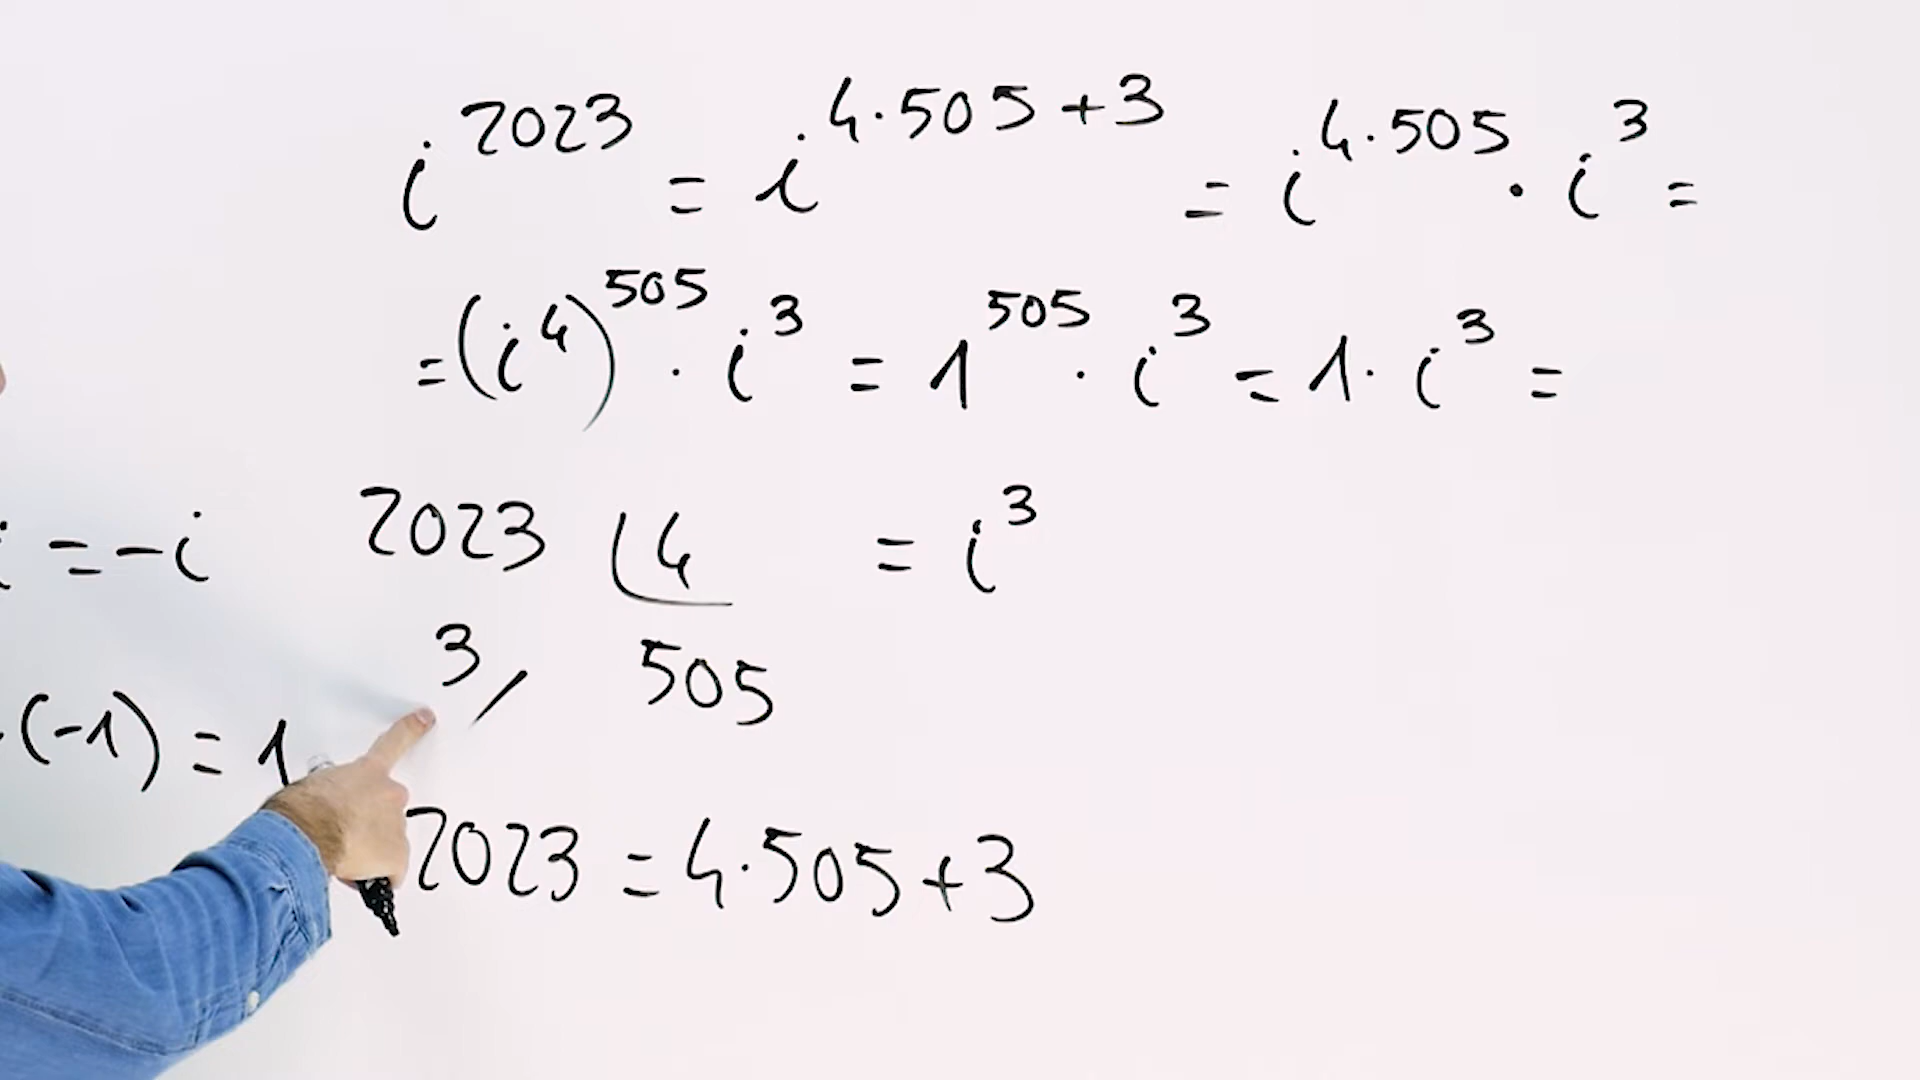 i^2023 = i^4·505+3 = i^4·505 · i^3 =
= (i^4)^505 · i^3 = 1^505 · i^3 = 1 · i^3 =
= -i
2023 4 = i^3
3/ 505
·(-1) = 1
2023 = 4·505+3